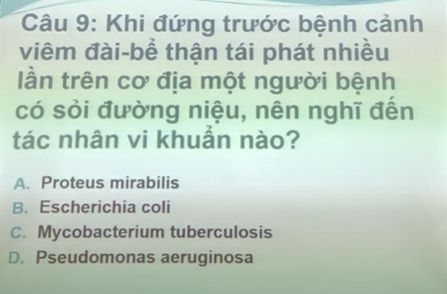 Câu 9: Khi đứng trước bệnh cảnh
viêm đài-bể thận tái phát nhiều
lần trên cơ địa một người bệnh
có sỏi đường niệu, nên nghĩ đến
tác nhân vi khuẩn nào?
A. Proteus mirabilis
B. Escherichia coli
C. Mycobacterium tuberculosis
D. Pseudomonas aeruginosa